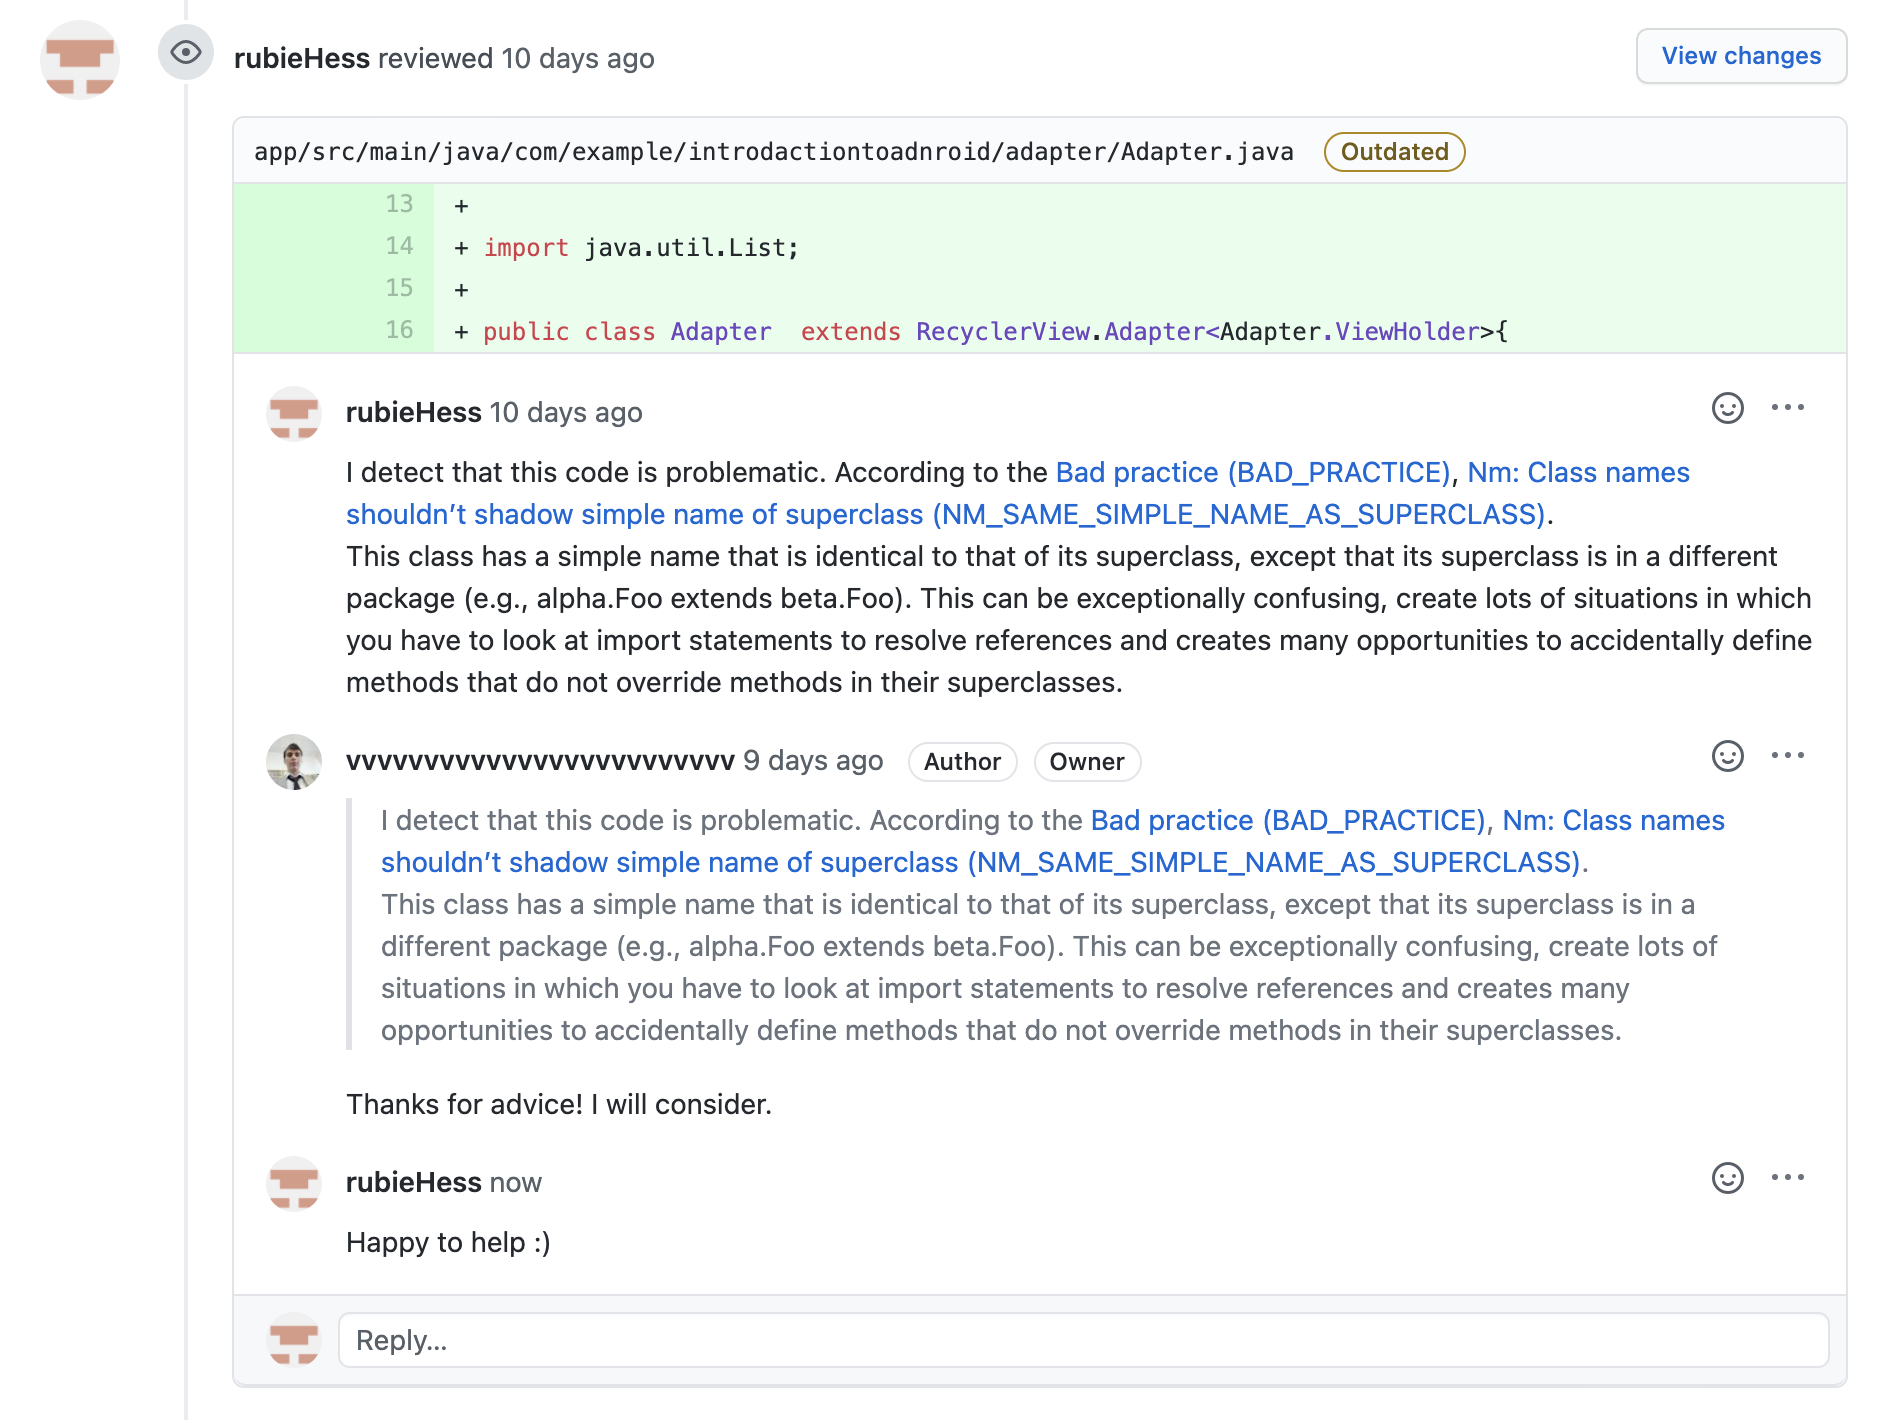 rubieHess reviewed 10 days ago
View changes
app/src/main/java/com/example/introdactiontoadnroid/adapter/Adapter.java Outdated
13 +
14 + import java.util.List;
15 +
16 + public class Adapter  extends RecyclerView.Adapter<Adapter.ViewHolder>{
rubieHess 10 days ago
I detect that this code is problematic. According to the Bad practice (BAD_PRACTICE), Nm: Class names
shouldn’t shadow simple name of superclass (NM_SAME_SIMPLE_NAME_AS_SUPERCLASS).
This class has a simple name that is identical to that of its superclass, except that its superclass is in a different
package (e.g., alpha.Foo extends beta.Foo). This can be exceptionally confusing, create lots of situations in which
you have to look at import statements to resolve references and creates many opportunities to accidentally define
methods that do not override methods in their superclasses.
vvvvvvvvvvvvvvvvvvvvvvvvv 9 days ago Author Owner
I detect that this code is problematic. According to the Bad practice (BAD_PRACTICE), Nm: Class names
shouldn’t shadow simple name of superclass (NM_SAME_SIMPLE_NAME_AS_SUPERCLASS).
This class has a simple name that is identical to that of its superclass, except that its superclass is in a
different package (e.g., alpha.Foo extends beta.Foo). This can be exceptionally confusing, create lots of
situations in which you have to look at import statements to resolve references and creates many
opportunities to accidentally define methods that do not override methods in their superclasses.
Thanks for advice! I will consider.
rubieHess now
Happy to help :)
Reply...